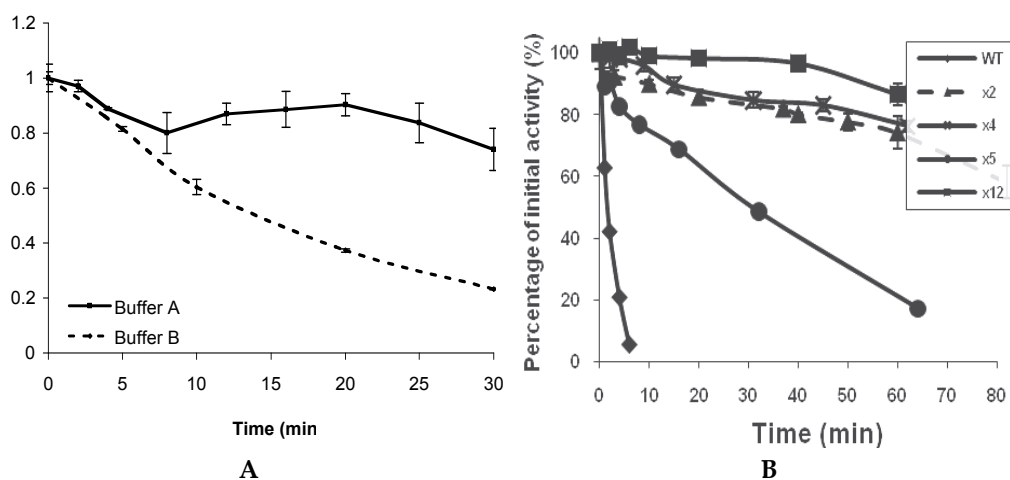 1.2
1
0.8
0.6
0.4
0.2
0
Buffer A
Buffer B
0 5 10 15 20 25 30
Time (min
A
Percentage of initial activity (%)
100
80
60
40
20
0
WT
x2
x4
x5
x12
0 10 20 30 40 50 60 70 80
Time (min)
B